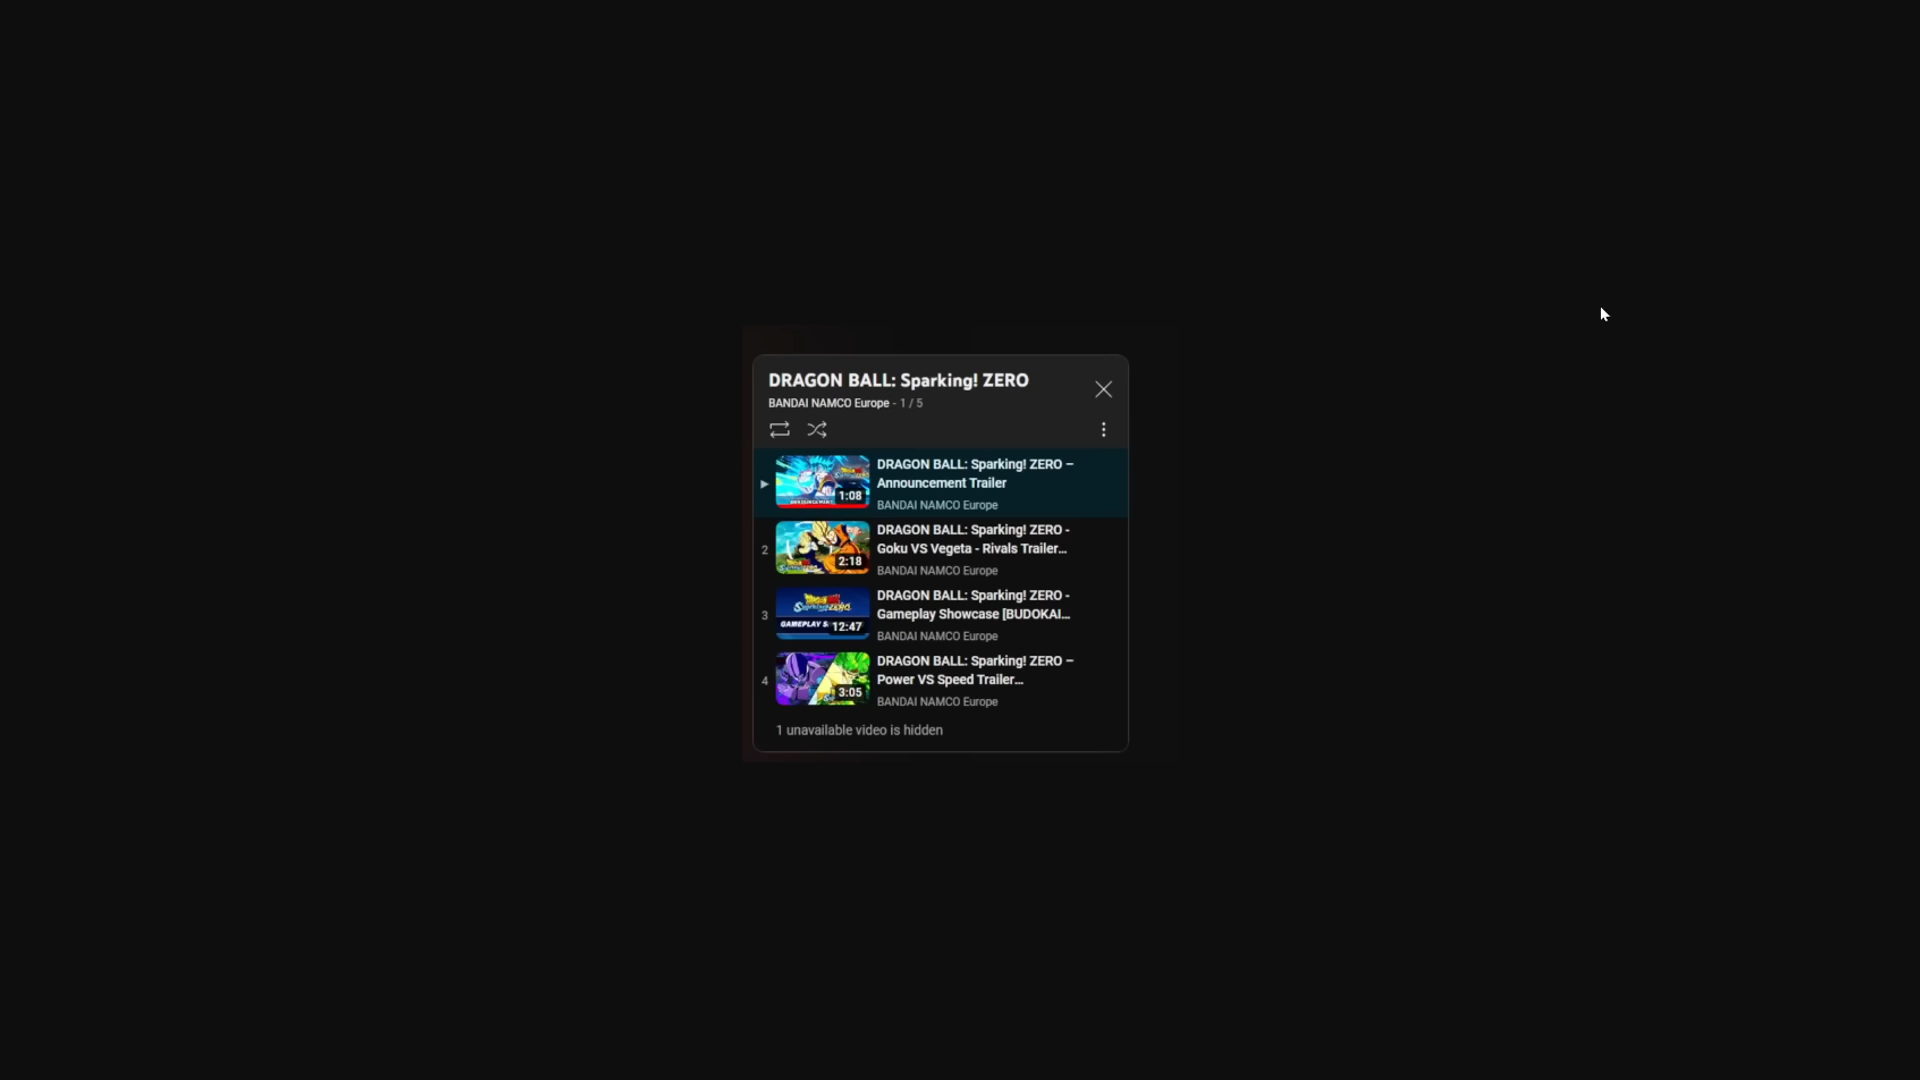 DRAGON BALL: Sparking! ZERO
BANDAI NAMCO Europe - 1 / 5
1:08
DRAGON BALL: Sparking! ZERO –
Announcement Trailer
BANDAI NAMCO Europe
2
2:18
DRAGON BALL: Sparking! ZERO -
Goku VS Vegeta - Rivals Trailer...
BANDAI NAMCO Europe
3
GAMEPLAY S
12:47
DRAGON BALL: Sparking! ZERO -
Gameplay Showcase [BUDOKAI...
BANDAI NAMCO Europe
4
3:05
DRAGON BALL: Sparking! ZERO –
Power VS Speed Trailer...
BANDAI NAMCO Europe
1 unavailable video is hidden